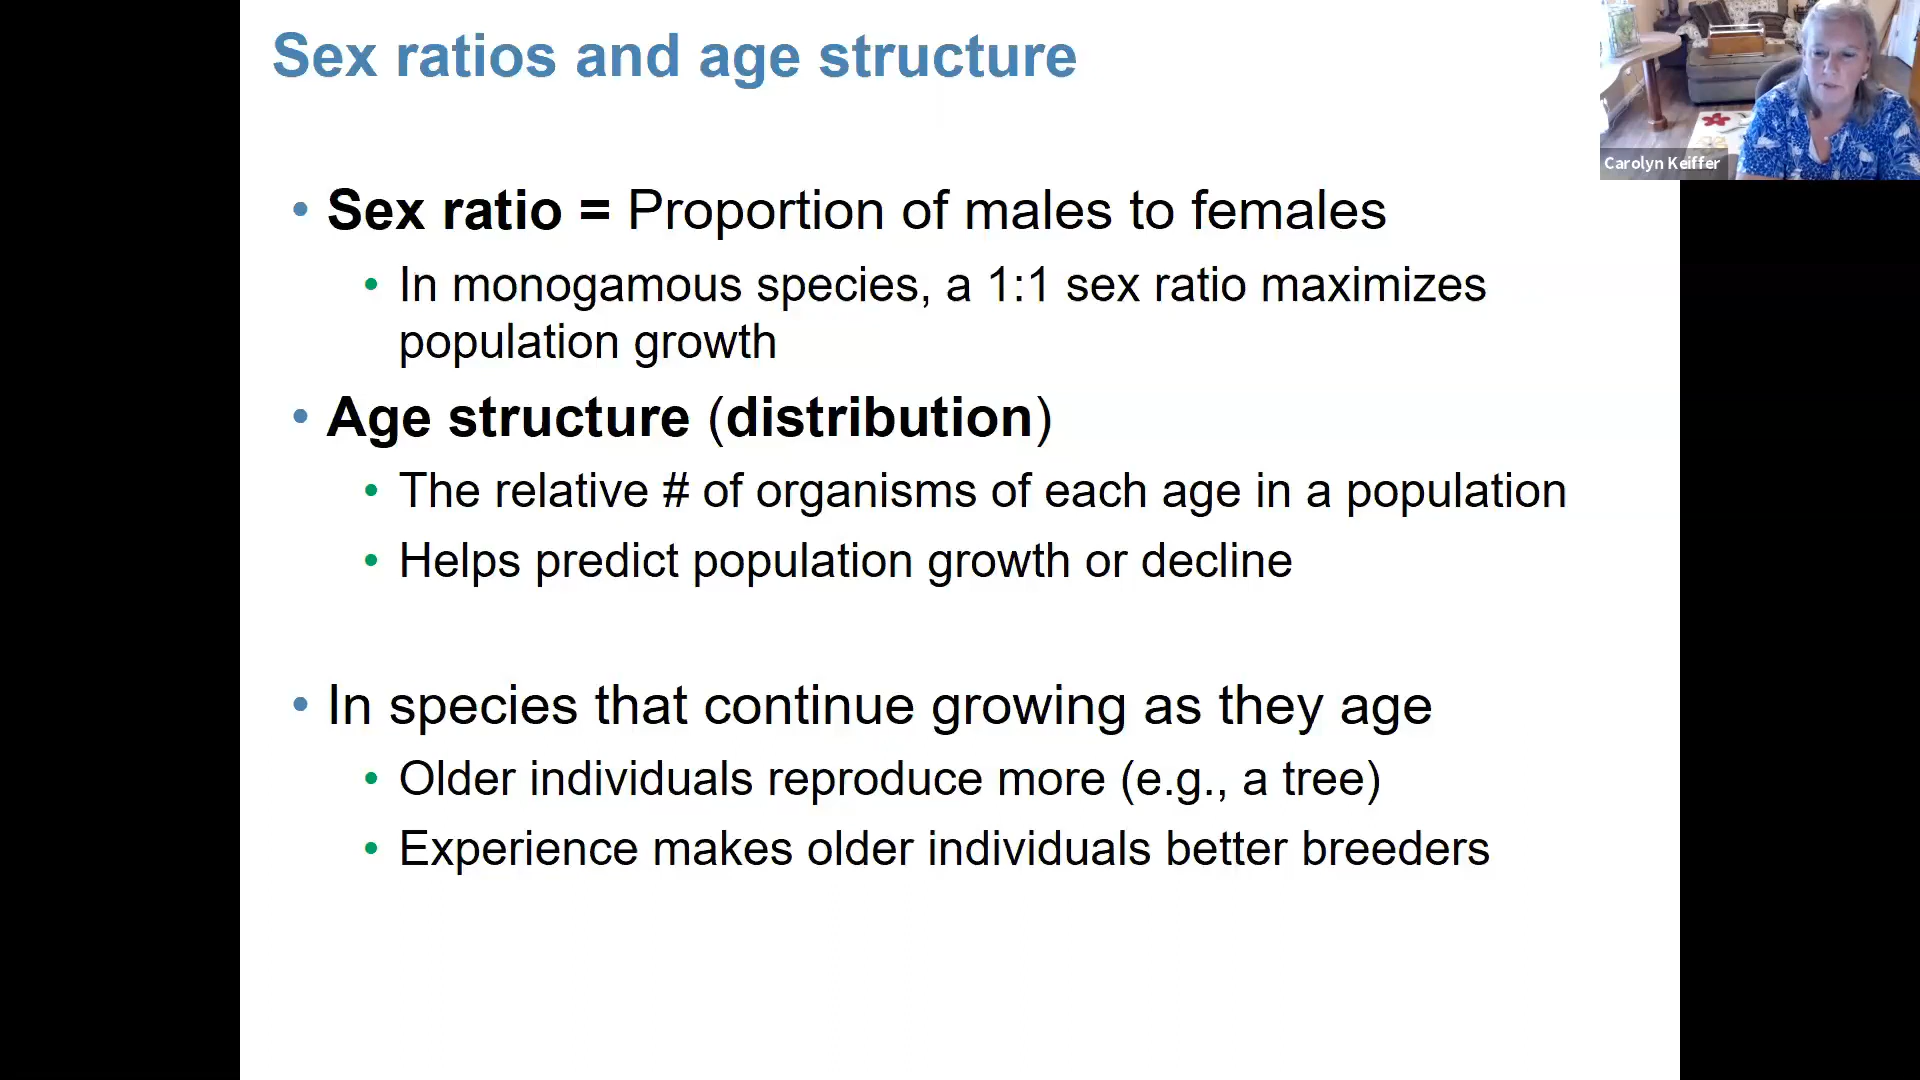 Sex ratios and age structure
Carolyn Keiffer
• Sex ratio = Proportion of males to females
• In monogamous species, a 1:1 sex ratio maximizes
population growth
• Age structure (distribution)
• The relative # of organisms of each age in a population
• Helps predict population growth or decline
• In species that continue growing as they age
• Older individuals reproduce more (e.g., a tree)
• Experience makes older individuals better breeders